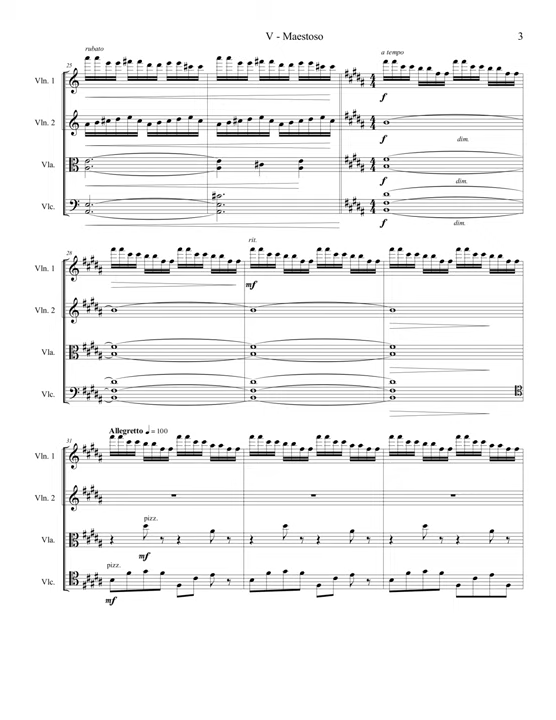 V - Maestoso 3
rubato a tempo
25
Vln. 1
f
Vln. 2
f dim.
Vla.
f dim.
Vlc.
f dim.
28 rit.
Vln. 1
mf
Vln. 2
Vla.
Vlc.
Allegretto ♩ = 100
31
Vln. 1
Vln. 2
pizz.
Vla.
mf
pizz.
Vlc.
mf